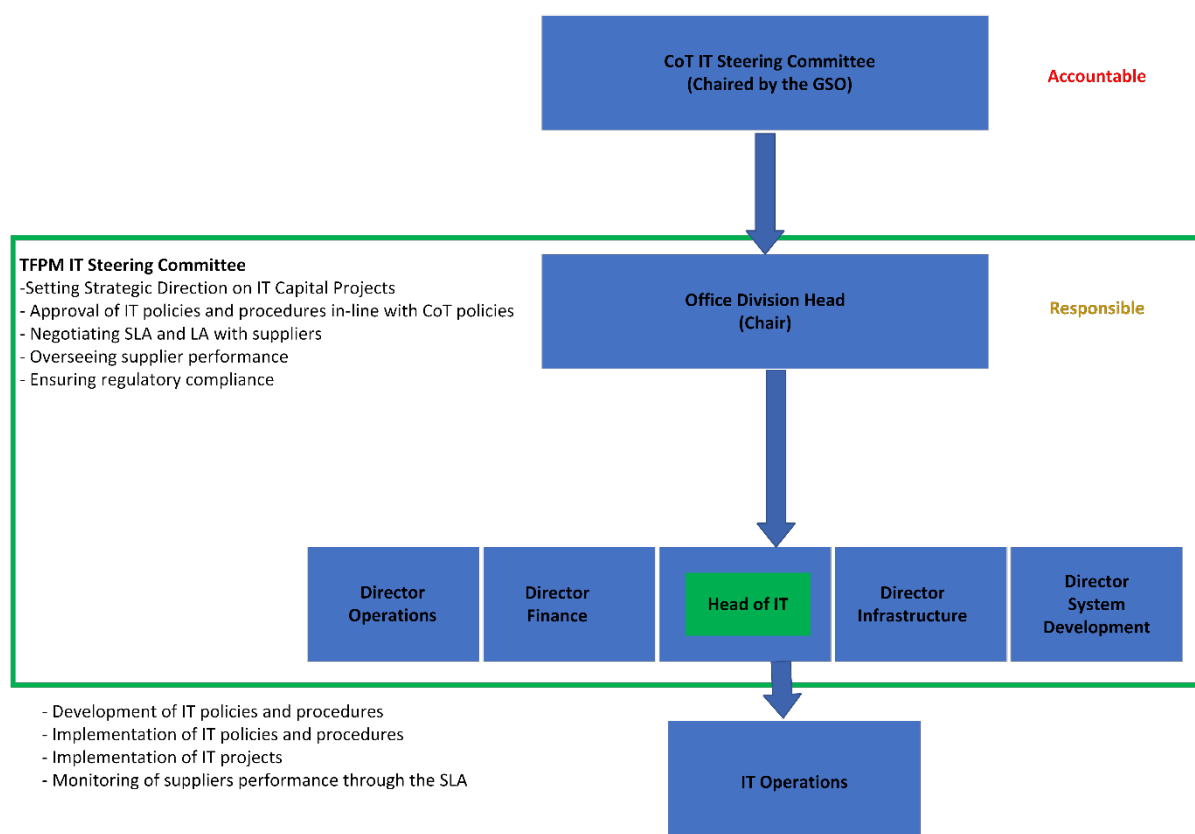 CoT IT Steering Committee
(Chaired by the GSO)
Accountable
TFPM IT Steering Committee
-Setting Strategic Direction on IT Capital Projects
- Approval of IT policies and procedures in-line with CoT policies
- Negotiating SLA and LA with suppliers
- Overseeing supplier performance
- Ensuring regulatory compliance
Office Division Head
(Chair)
Responsible
Director
Operations
Director
Finance
Head of IT
Director
Infrastructure
Director
System
Development
- Development of IT policies and procedures
- Implementation of IT policies and procedures
- Implementation of IT projects
- Monitoring of suppliers performance through the SLA
IT Operations